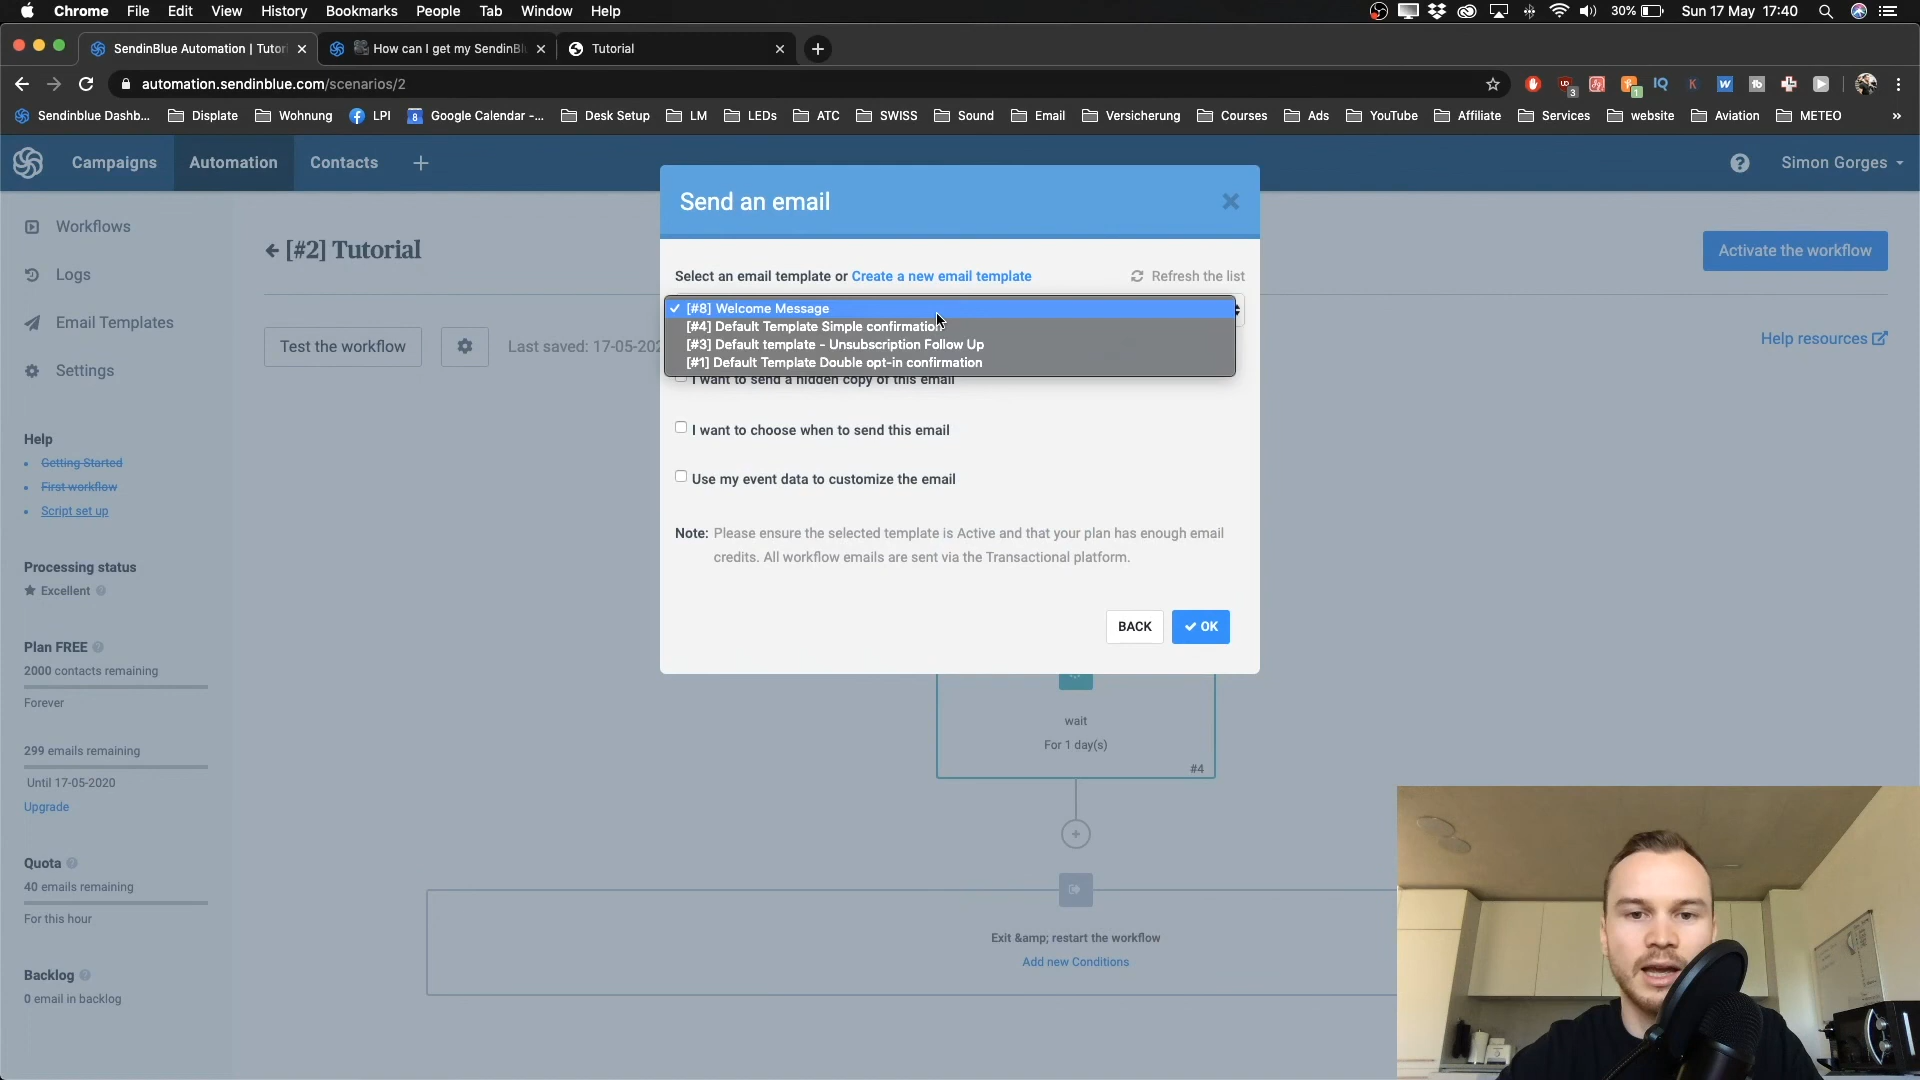 Chrome File Edit View History Bookmarks People Tab Window Help
30% Sun 17 May 17:40
SendinBlue Automation | Tutori
How can I get my SendinBl
Tutorial
automation.sendinblue.com/scenarios/2
Sendinblue Dashb... Displate Wohnung LPI Google Calendar -... Desk Setup LM LEDs ATC SWISS Sound Email Versicherung Courses Ads YouTube Affiliate Services website Aviation METEO »
Campaigns Automation Contacts + Simon Gorges
Workflows
Logs
Email Templates
Settings
Help
Getting Started
First workflow
Script set up
Processing status
Excellent
Plan FREE
2000 contacts remaining
Forever
299 emails remaining
Until 17-05-2020
Upgrade
Quota
40 emails remaining
For this hour
Backlog
0 email in backlog
[#2] Tutorial
Activate the workflow
Test the workflow
Last saved: 17-05-202
Help resources
Send an email
Select an email template or Create a new email template
Refresh the list
[#8] Welcome Message
[#4] Default Template Simple confirmation
[#3] Default template - Unsubscription Follow Up
[#1] Default Template Double opt-in confirmation
I want to send a hidden copy of this email
I want to choose when to send this email
Use my event data to customize the email
Note: Please ensure the selected template is Active and that your plan has enough email
credits. All workflow emails are sent via the Transactional platform.
BACK
OK
wait
For 1 day(s)
#4
Exit &amp; restart the workflow
Add new Conditions